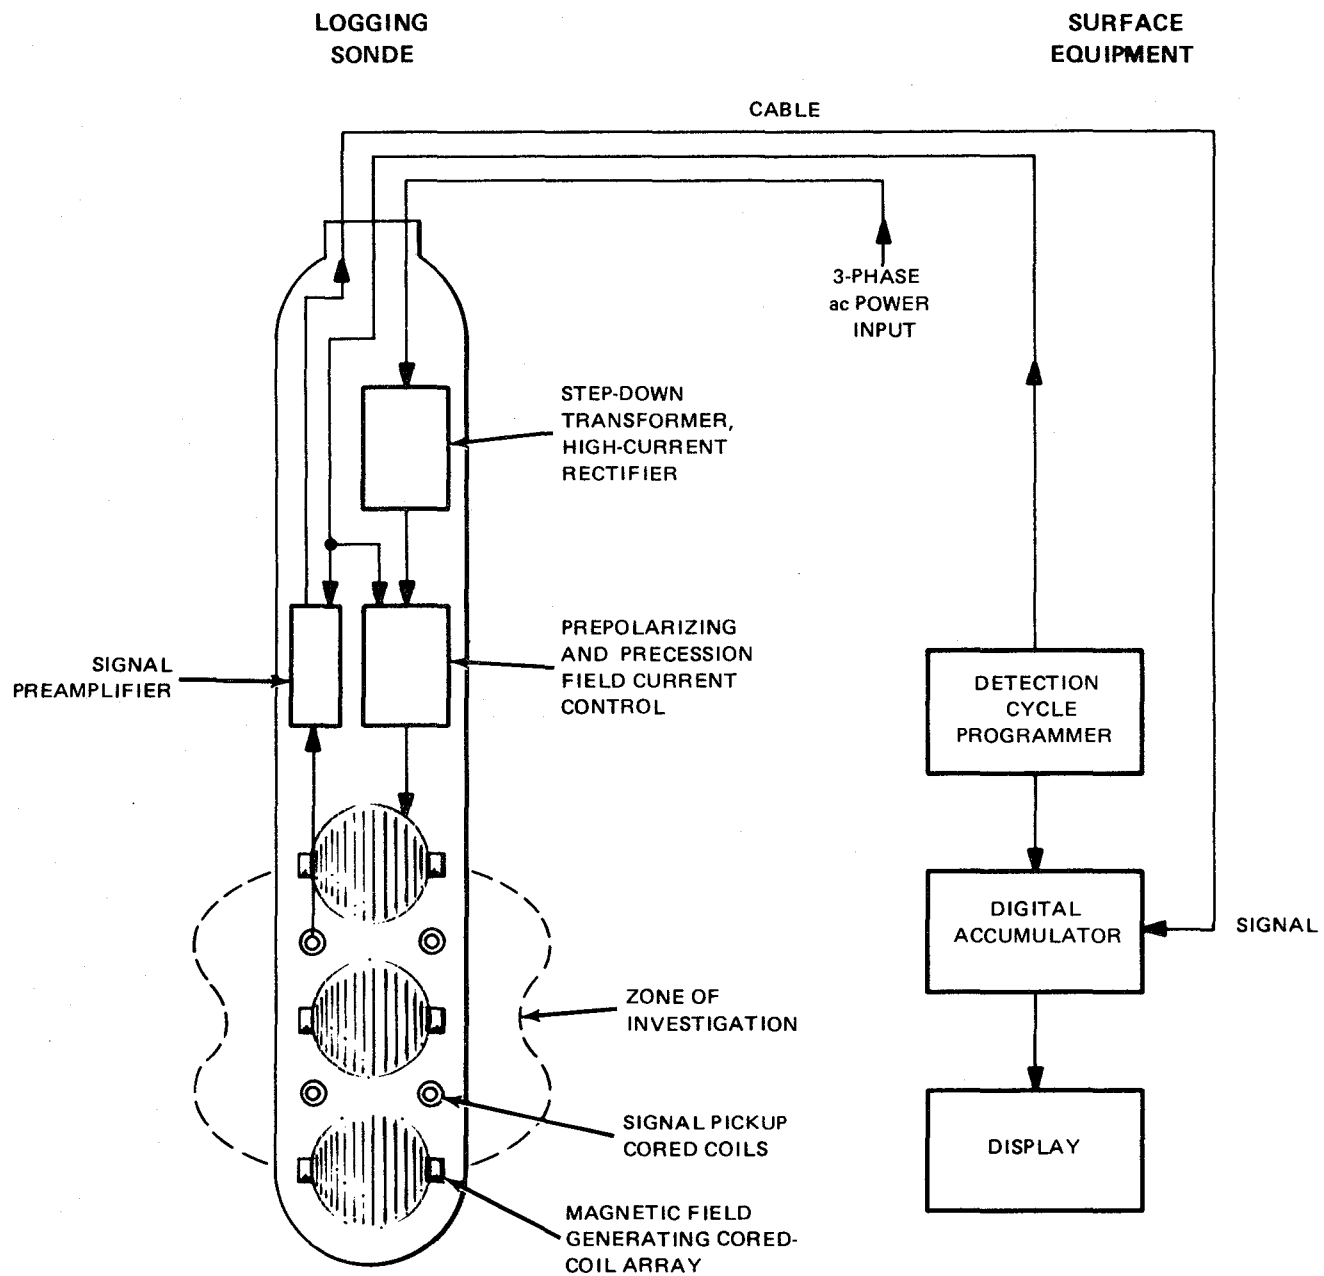 LOGGING
SONDE
SURFACE
EQUIPMENT
CABLE
3-PHASE
ac POWER
INPUT
STEP-DOWN
TRANSFORMER,
HIGH-CURRENT
RECTIFIER
PREPOLARIZING
AND PRECESSION
FIELD CURRENT
CONTROL
SIGNAL
PREAMPLIFIER
DETECTION
CYCLE
PROGRAMMER
DIGITAL
ACCUMULATOR
SIGNAL
ZONE OF
INVESTIGATION
SIGNAL PICKUP
CORED COILS
DISPLAY
MAGNETIC FIELD
GENERATING CORED-
COIL ARRAY